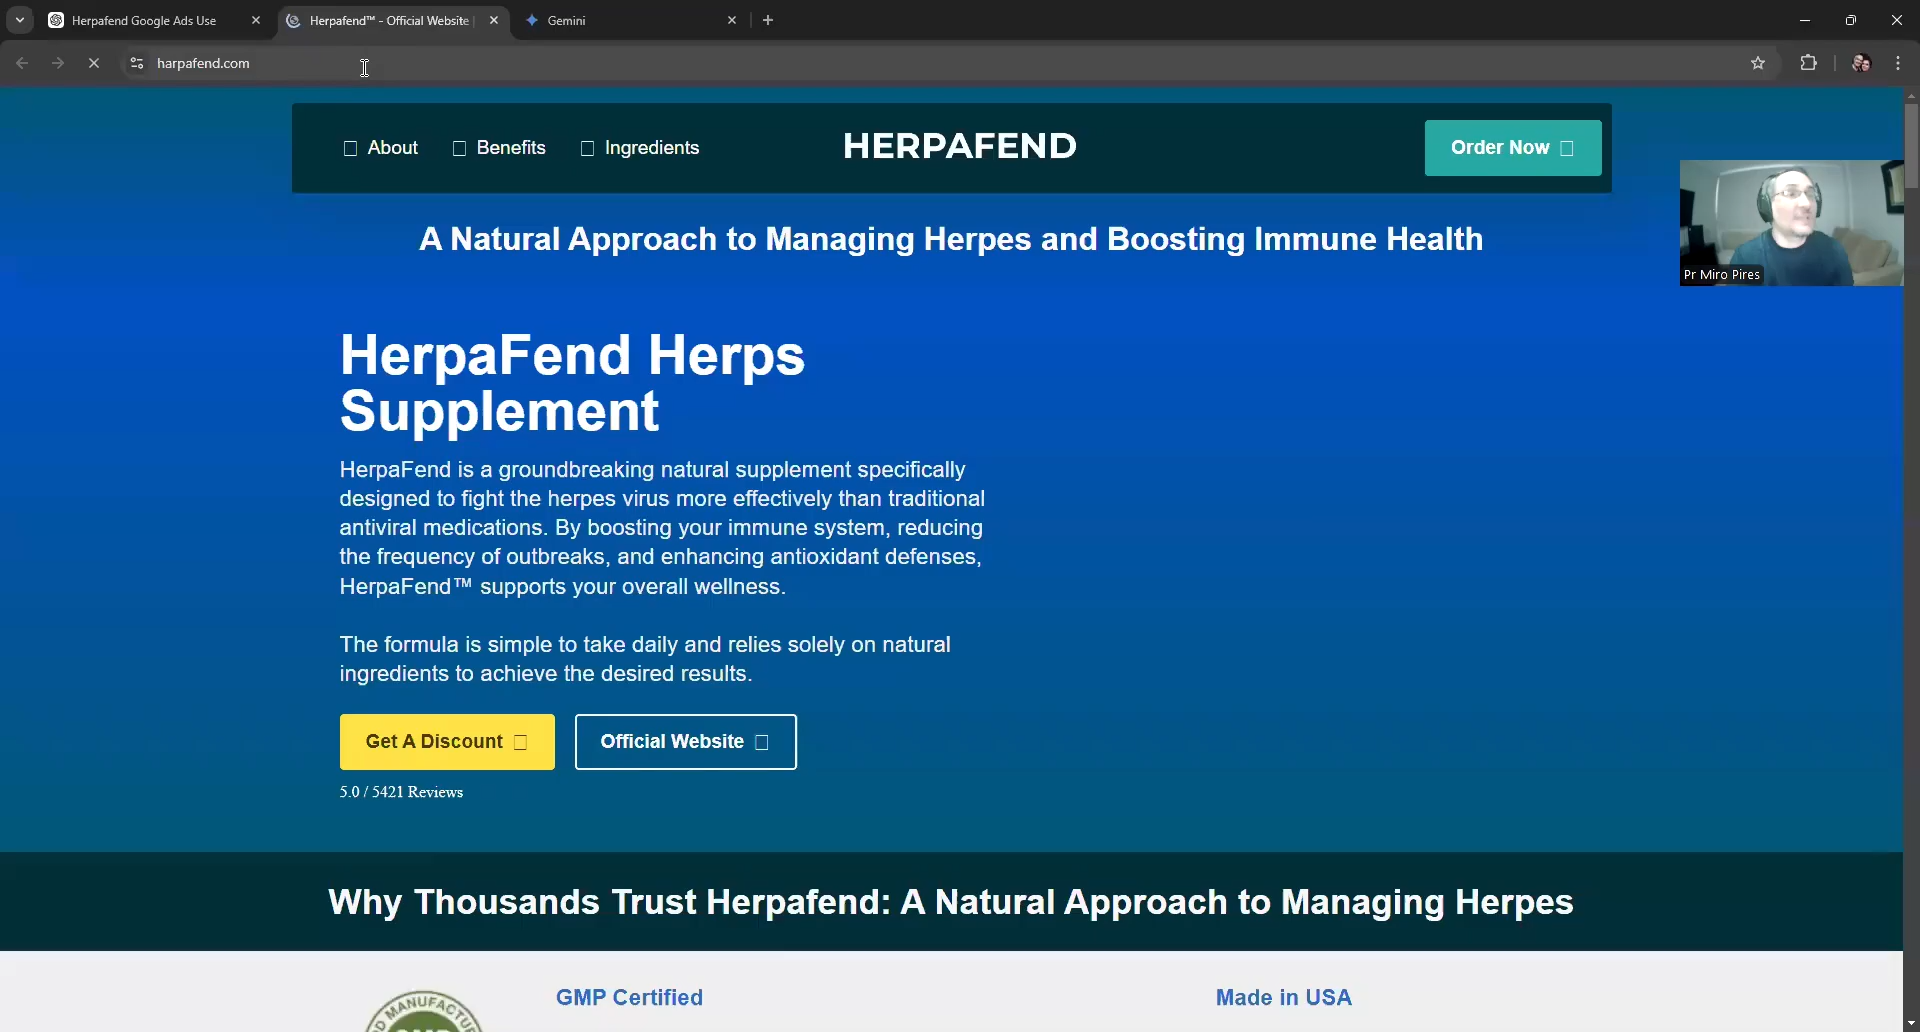 Herpafend Google Ads Use
Herpafend™ - Official Website |
Gemini
harpafend.com
About
Benefits
Ingredients
HERPAFEND
Order Now
A Natural Approach to Managing Herpes and Boosting Immune Health
Pr Miro Pires
HerpaFend Herps
Supplement
HerpaFend is a groundbreaking natural supplement specifically
designed to fight the herpes virus more effectively than traditional
antiviral medications. By boosting your immune system, reducing
the frequency of outbreaks, and enhancing antioxidant defenses,
HerpaFend™ supports your overall wellness.
The formula is simple to take daily and relies solely on natural
ingredients to achieve the desired results.
Get A Discount
Official Website
5.0 / 5421 Reviews
Why Thousands Trust Herpafend: A Natural Approach to Managing Herpes
GMP Certified
Made in USA